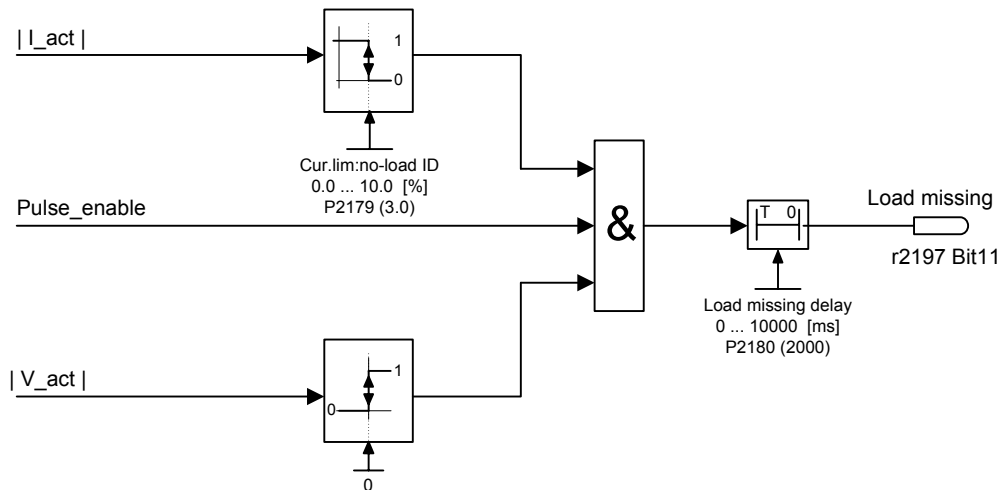 | I_act |
1
0
Cur.lim:no-load ID
0.0 ... 10.0 [%]
P2179 (3.0)
Pulse_enable
&
T 0
Load missing
r2197 Bit11
Load missing delay
0 ... 10000 [ms]
P2180 (2000)
| V_act |
1
0
0